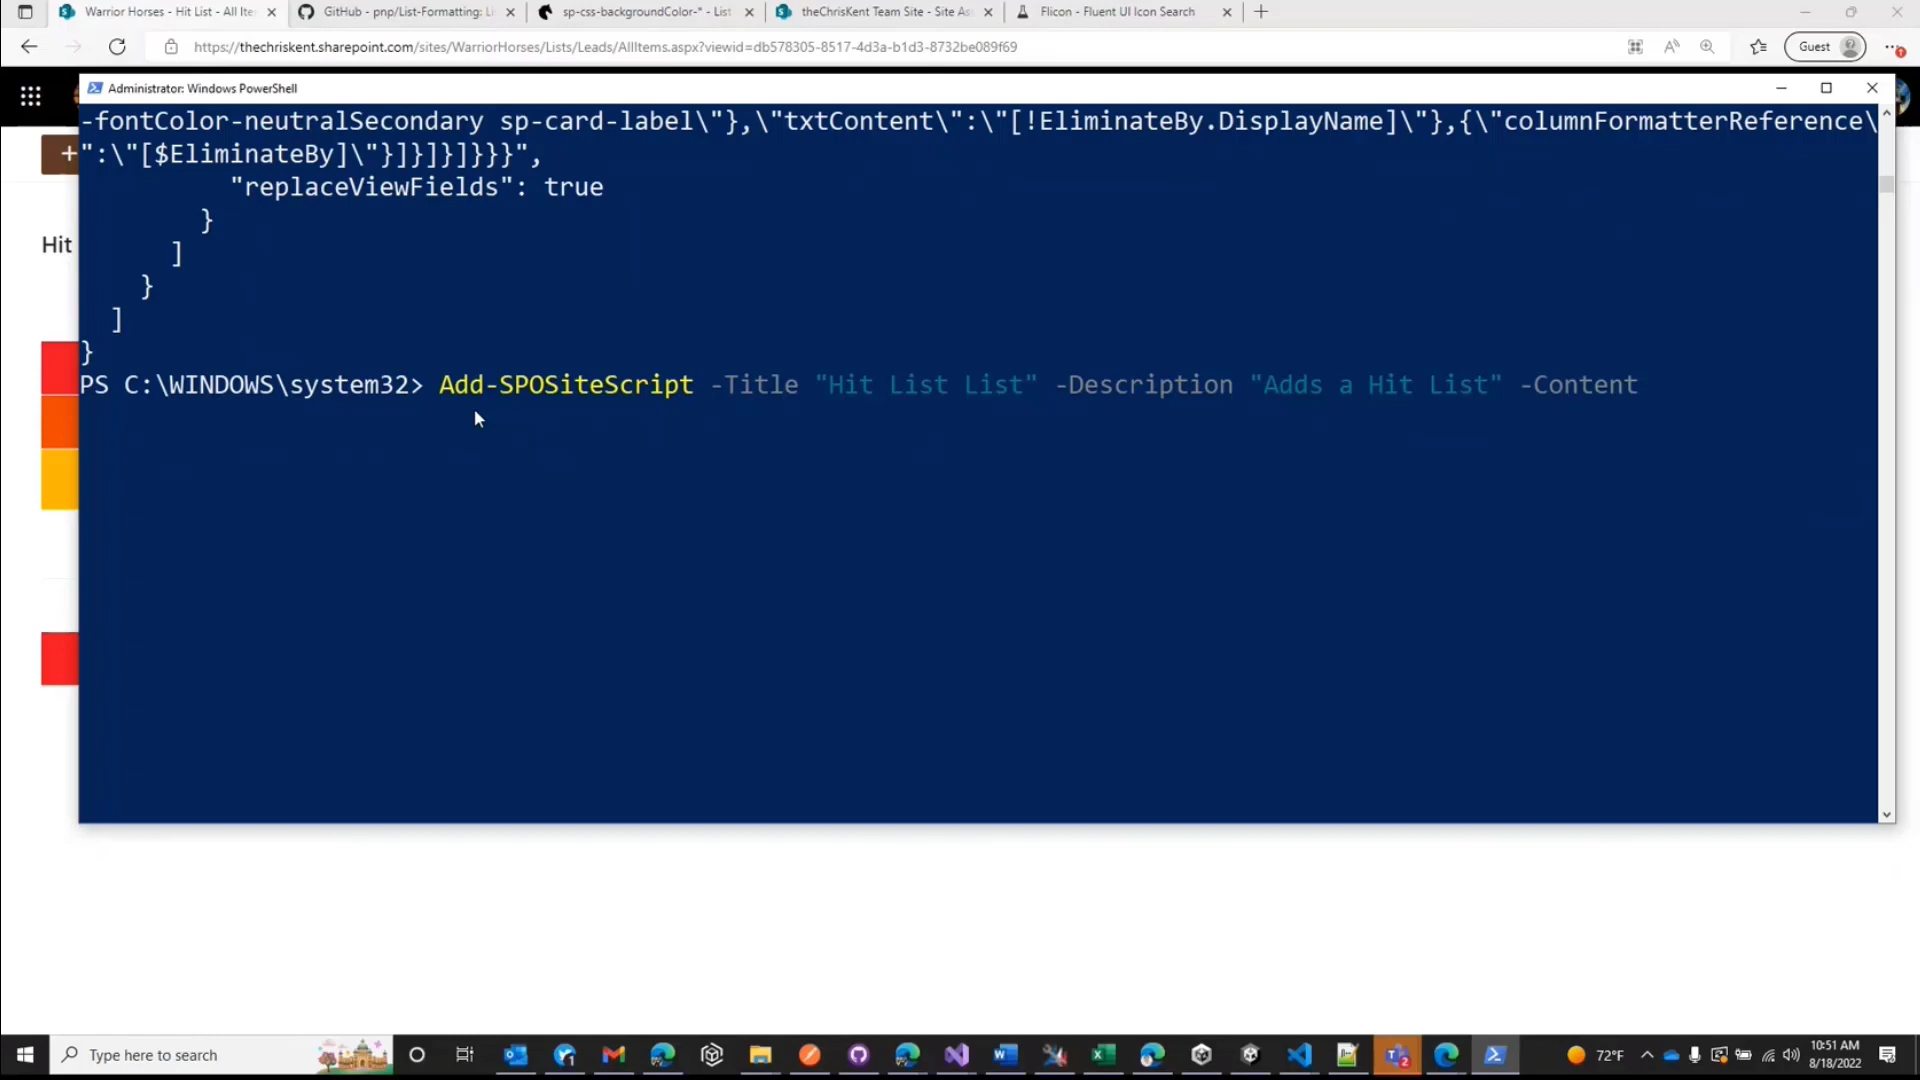 Warrior Horses - Hit List - All Ite
GitHub - pnp/List-Formatting: Li
sp-css-backgroundColor-* - List
theChrisKent Team Site - Site As
Flicon - Fluent UI Icon Search
https://thechriskent.sharepoint.com/sites/WarriorHorses/Lists/Leads/AllItems.aspx?viewid=db578305-8517-4d3a-b1d3-8732be089f69
Guest
Administrator: Windows PowerShell
-fontColor-neutralSecondary sp-card-label\"},\"txtContent\":\"[!EliminateBy.DisplayName]\"},{\"columnFormatterReference\
":\"[$EliminateBy]\"}]}]}]}}}",
"replaceViewFields": true
}
]
}
]
}
PS C:\WINDOWS\system32> Add-SPOSiteScript -Title "Hit List List" -Description "Adds a Hit List" -Content
Hit
Type here to search
72°F
10:51 AM
8/18/2022